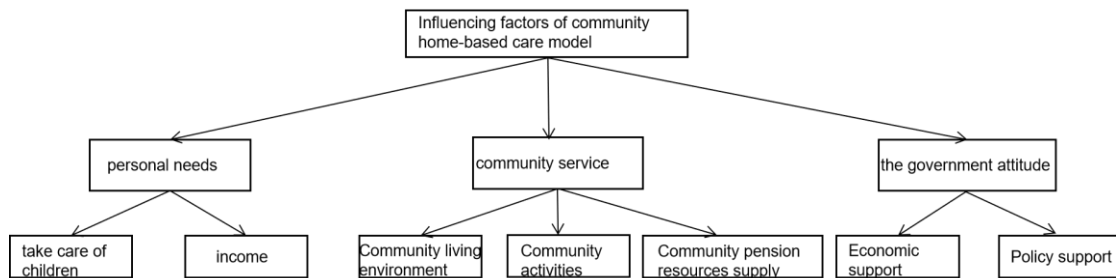 Influencing factors of community
home-based care model
personal needs
community service
the government attitude
take care of
children
income
Community living
environment
Community
activities
Community pension
resources supply
Economic
support
Policy support